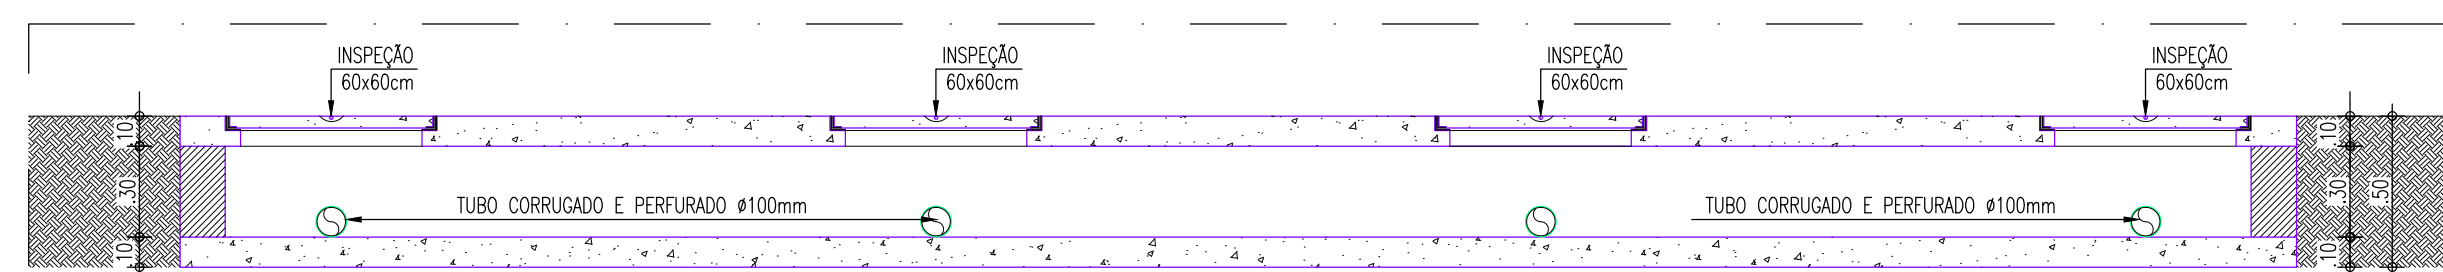 INSPEÇÃO
60x60cm
INSPEÇÃO
60x60cm
INSPEÇÃO
60x60cm
INSPEÇÃO
60x60cm
.10
.30
.10
TUBO CORRUGADO E PERFURADO ø100mm
TUBO CORRUGADO E PERFURADO ø100mm
.10
.30
.10
.50